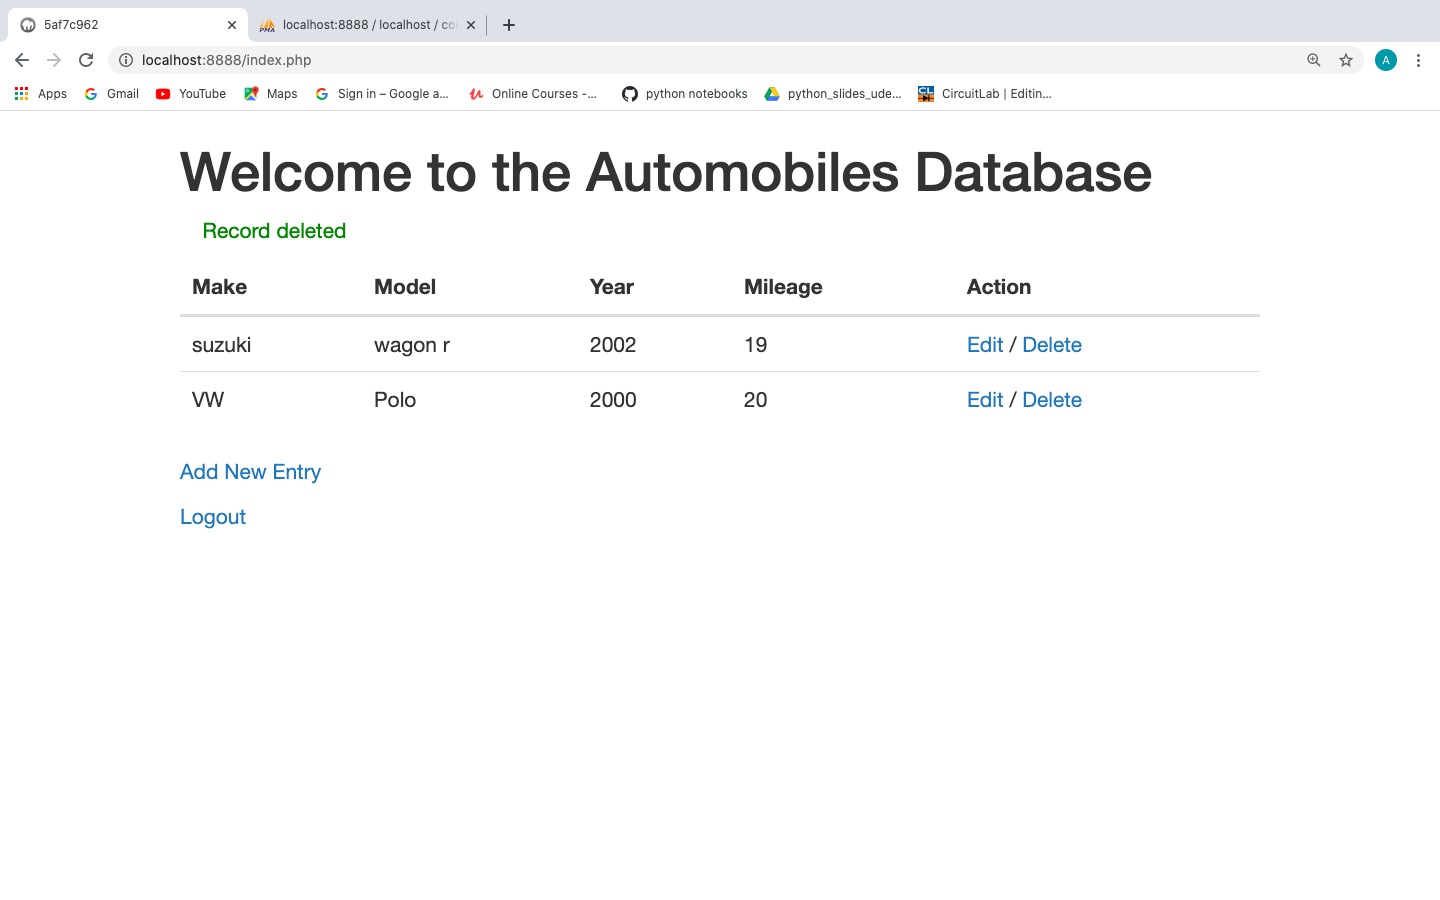 5af7c962
localhost:8888 / localhost / cou
localhost:8888/index.php
A
Apps Gmail YouTube Maps Sign in – Google a... Online Courses -... python notebooks python_slides_ude... CircuitLab | Editin...
Welcome to the Automobiles Database
Record deleted
Make Model Year Mileage Action
suzuki wagon r 2002 19 Edit / Delete
VW Polo 2000 20 Edit / Delete
Add New Entry
Logout